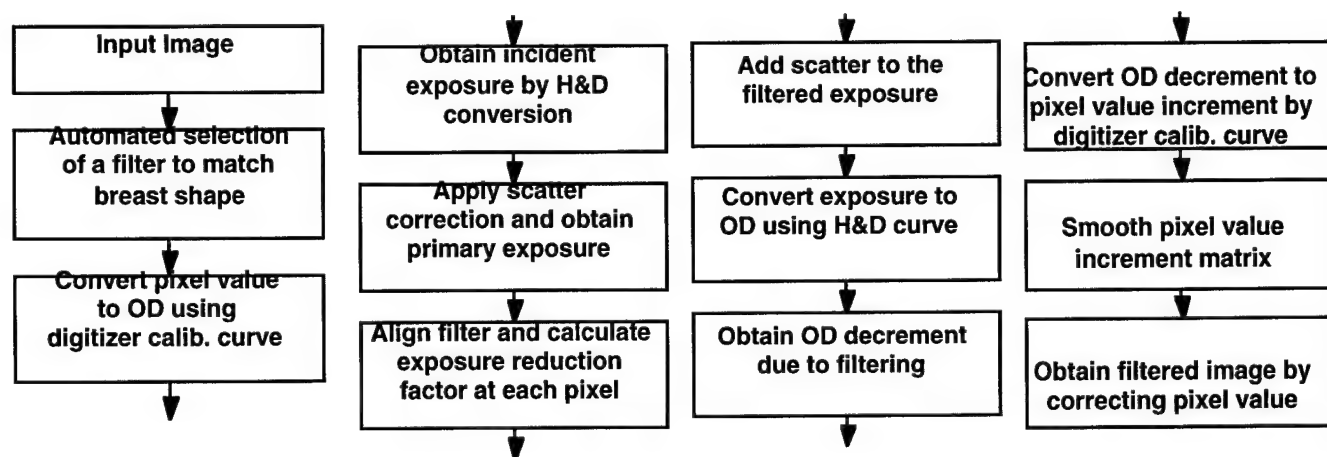 Input Image
Automated selection
of a filter to match
breast shape
Convert pixel value
to OD using
digitizer calib. curve
Obtain incident
exposure by H&D
conversion
Apply scatter
correction and obtain
primary exposure
Align filter and calculate
exposure reduction
factor at each pixel
Add scatter to the
filtered exposure
Convert exposure to
OD using H&D curve
Obtain OD decrement
due to filtering
Convert OD decrement to
pixel value increment by
digitizer calib. curve
Smooth pixel value
increment matrix
Obtain filtered image by
correcting pixel value